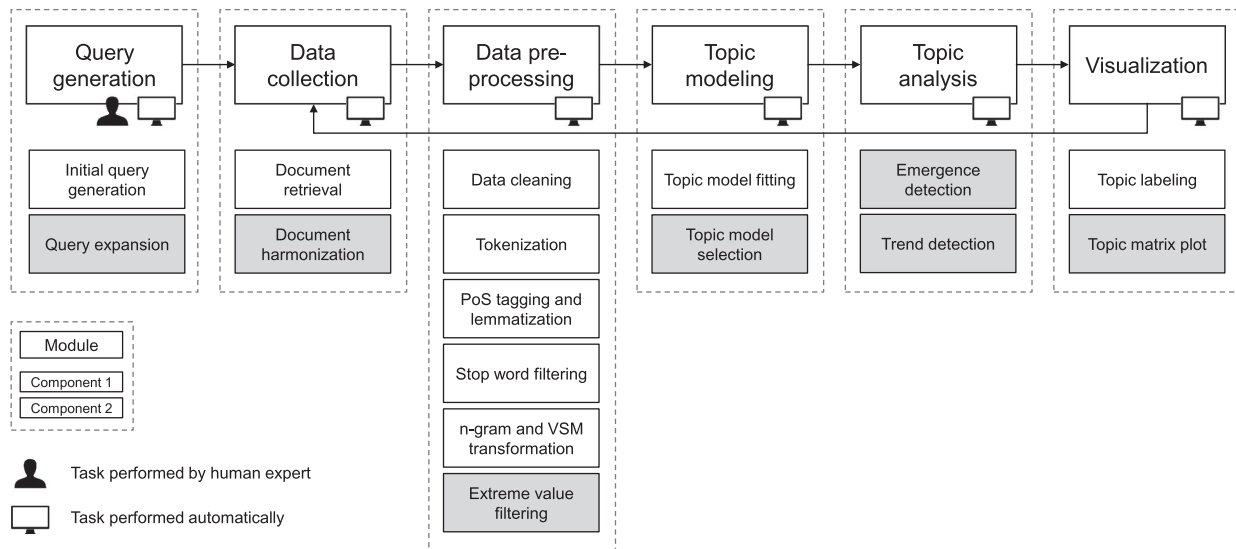 Query
generation
Data
collection
Data pre-
processing
Topic
modeling
Topic
analysis
Visualization
Initial query
generation
Query expansion
Document
retrieval
Document
harmonization
Data cleaning
Tokenization
PoS tagging and
lemmatization
Stop word filtering
n-gram and VSM
transformation
Extreme value
filtering
Topic model fitting
Topic model
selection
Emergence
detection
Trend detection
Topic labeling
Topic matrix plot
Module
Component 1
Component 2
Task performed by human expert
Task performed automatically